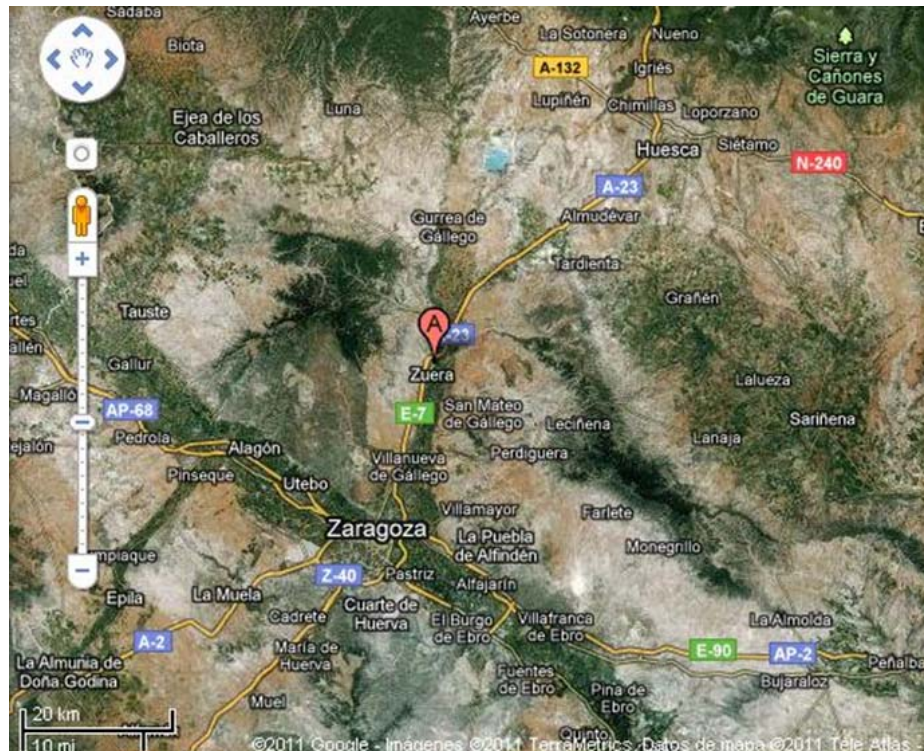 Sádaba
Ayerbe
La Sotonera
Nueno
Biota
Sierra y
Cañones
de Guara
A-132
Igriés
Luna
Lupiñén
Chimillas
Loporzano
Ejea de los
Caballeros
Siétamo
Huesca
N-240
A-23
Gurrea de
Gállego
Almudévar
Tardienta
Grañén
Tauste
A
-23
Gallur
Zuera
Lalueza
Magalló
AP-68
E-7
San Mateo
de Gállego
Leciñena
Sariñena
Pedrola
Alagón
Lanaja
Perdiguera
Villanueva
de Gállego
Pinseque
Utebo
Villamayor
Farlete
Zaragoza
La Puebla
de Alfindén
Monegrillo
Z-40
Pastriz
Alfajarín
Epila
La Muela
Cadrete
Cuarte de
Huerva
El Burgo
de Ebro
Villafranca
de Ebro
La Almolda
A-2
María de
Huerva
E-90
AP-2
Peñalba
La Almunia de
Doña Godina
Fuentes
de Ebro
Bujaraloz
Muel
Pina de
Ebro
20 km
Quinto
10 mi
©2011 Google - Imágenes ©2011 TerraMetrics, Datos de mapa ©2011 Tele Atlas